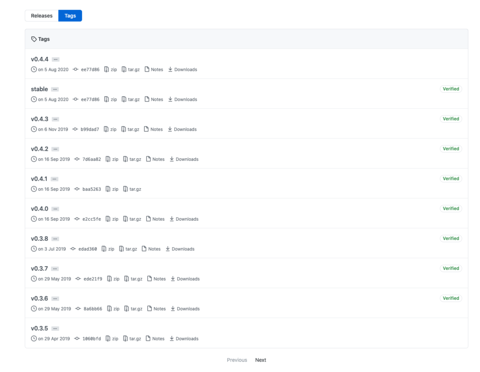 Releases Tags
Tags
v0.4.4
on 5 Aug 2020 ee77d86 zip tar.gz Notes Downloads
stable Verified
on 5 Aug 2020 ee77d86 zip tar.gz Notes Downloads
v0.4.3 Verified
on 8 Nov 2019 b99dad7 zip tar.gz Notes Downloads
v0.4.2 Verified
on 16 Sep 2019 7d6aa02 zip tar.gz Notes Downloads
v0.4.1 Verified
on 16 Sep 2019 baa5263 zip tar.gz
v0.4.0 Verified
on 16 Sep 2019 zip tar.gz Notes Downloads
v0.3.8 Verified
on 3 Jul 2019 edad360 zip tar.gz Notes Downloads
v0.3.7 Verified
on 29 May 2019 ede21f9 zip tar.gz Notes Downloads
v0.3.6 Verified
on 29 May 2019 zip tar.gz Notes Downloads
v0.3.5
on 29 Apr 2019 zip tar.gz Notes Downloads
Previous Next